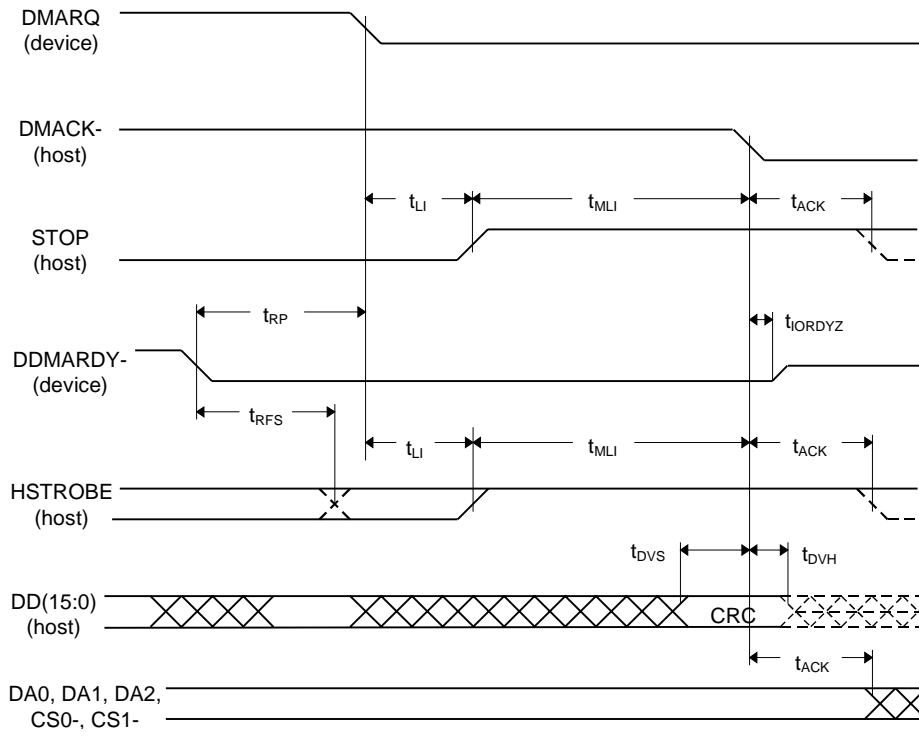 DMARQ
(device)
DMACK-
(host)
tLI
tMLI
tACK
STOP
(host)
tRP
tIORDYZ
DDMARDY-
(device)
tRFS
tLI
tMLI
tACK
HSTROBE
(host)
tDVS
tDVH
DD(15:0)
(host)
CRC
tACK
DA0, DA1, DA2,
CS0-, CS1-